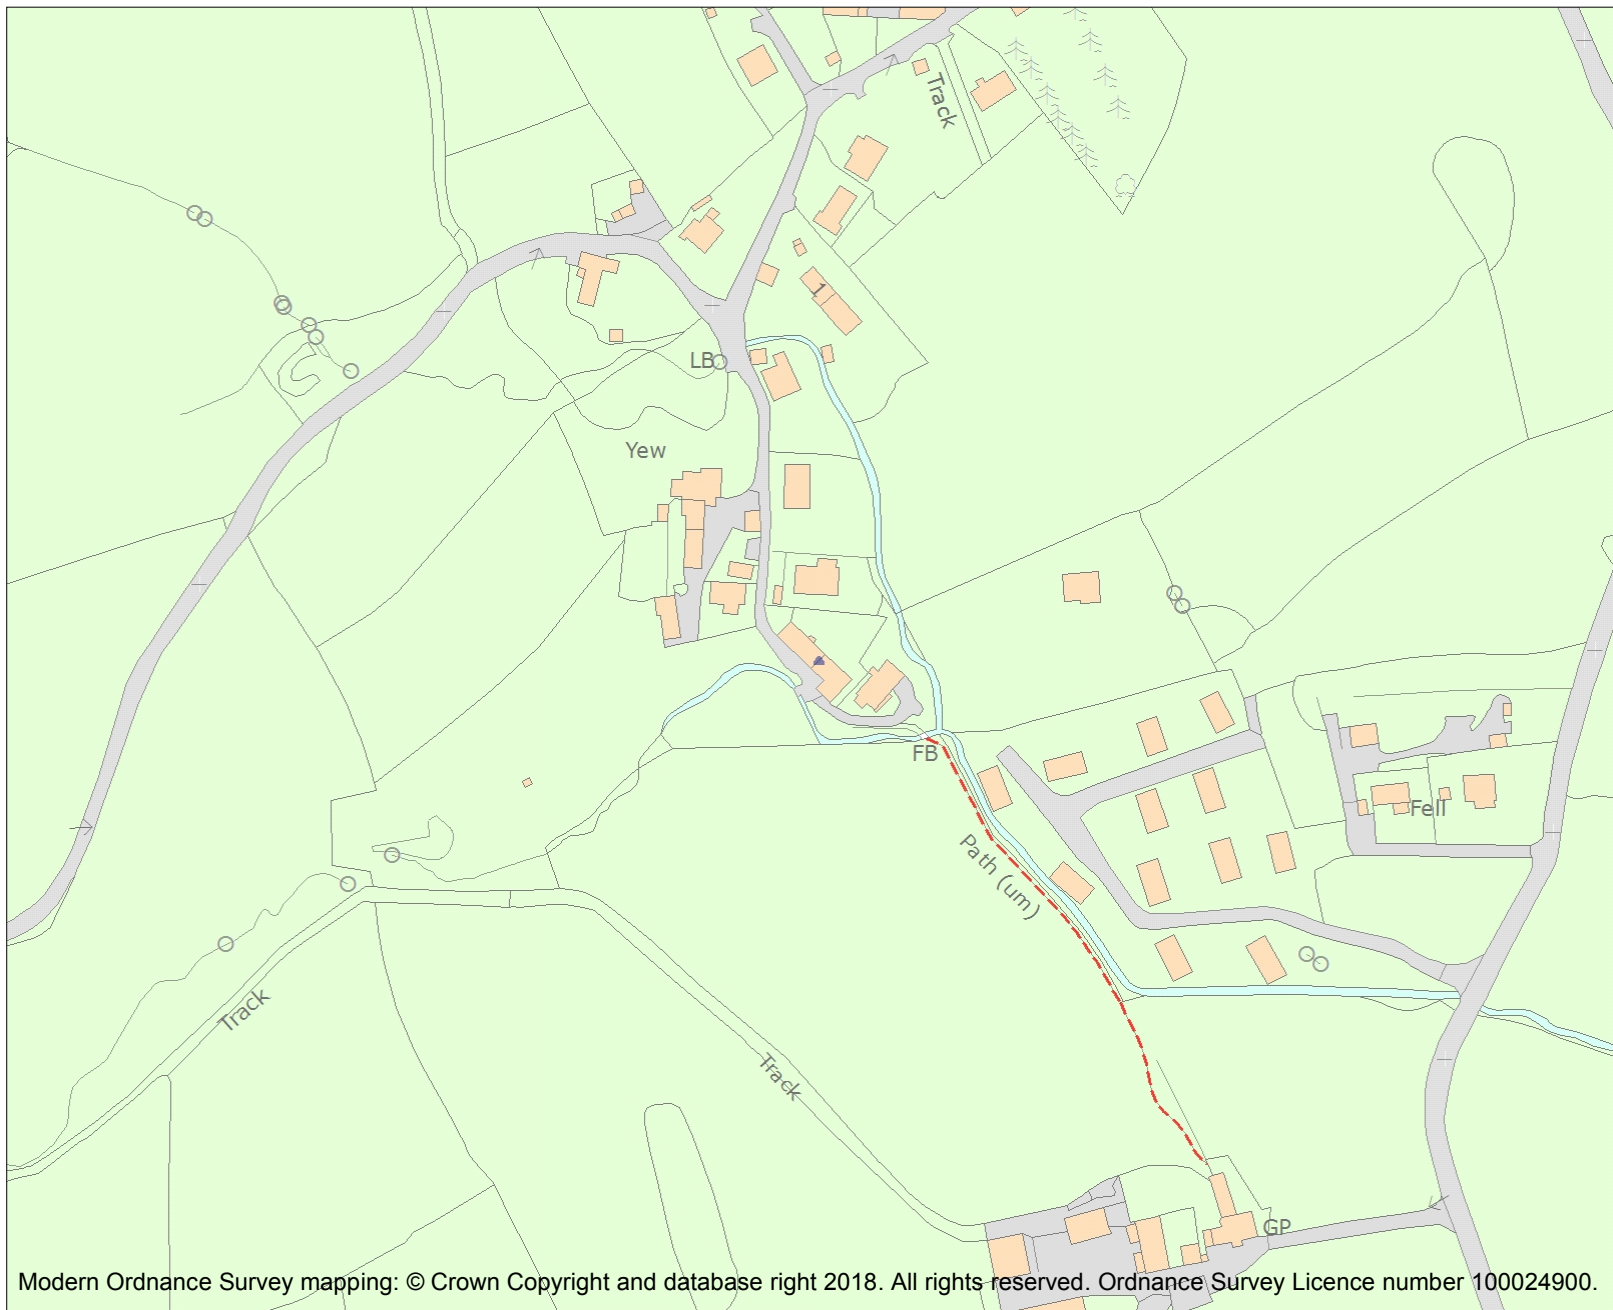 Track
1
LB
Yew
FB
Fell
Path (um)
Track
Track
GP
Modern Ordnance Survey mapping: © Crown Copyright and database right 2018. All rights reserved. Ordnance Survey Licence number 100024900.